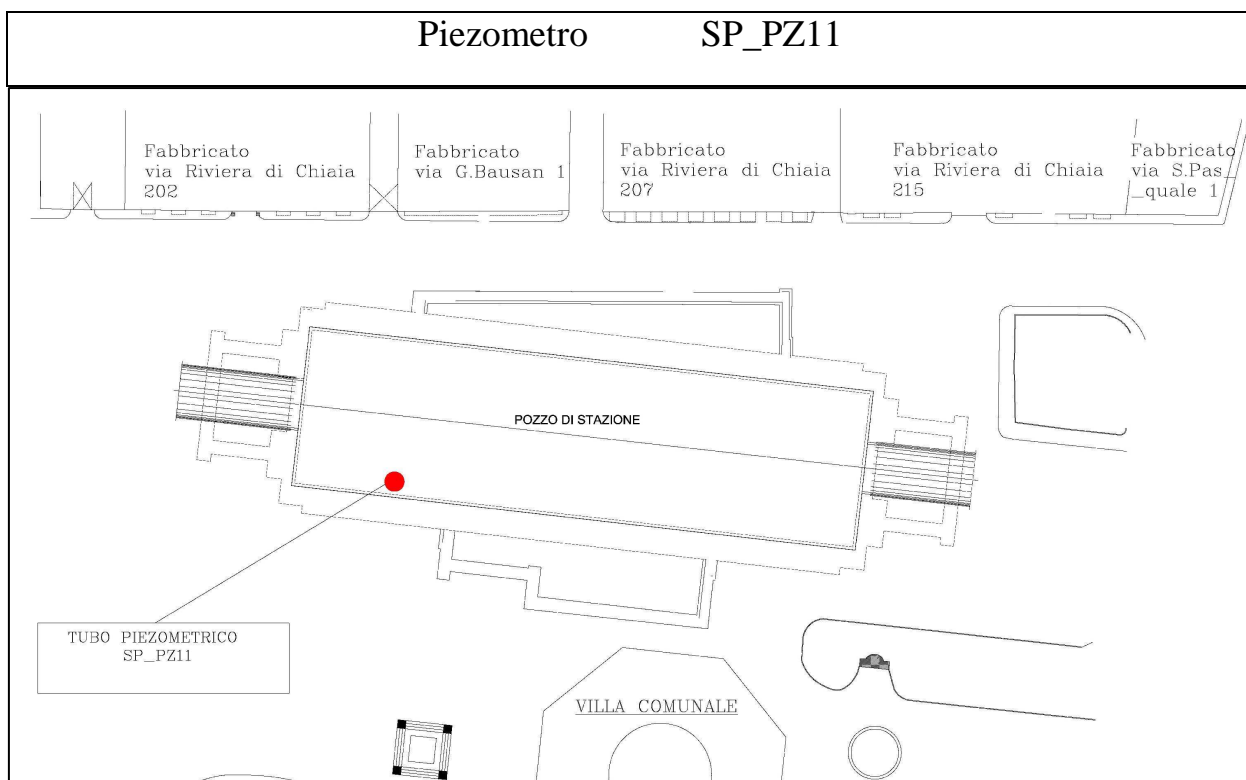 Piezometro SP_PZ11
Fabbricato
via Riviera di Chiaia
202
Fabbricato
via G.Bausan 1
Fabbricato
via Riviera di Chiaia
207
Fabbricato
via Riviera di Chiaia
215
Fabbricato
via S.Pas_
_quale 1
POZZO DI STAZIONE
TUBO PIEZOMETRICO
SP_PZ11
VILLA COMUNALE